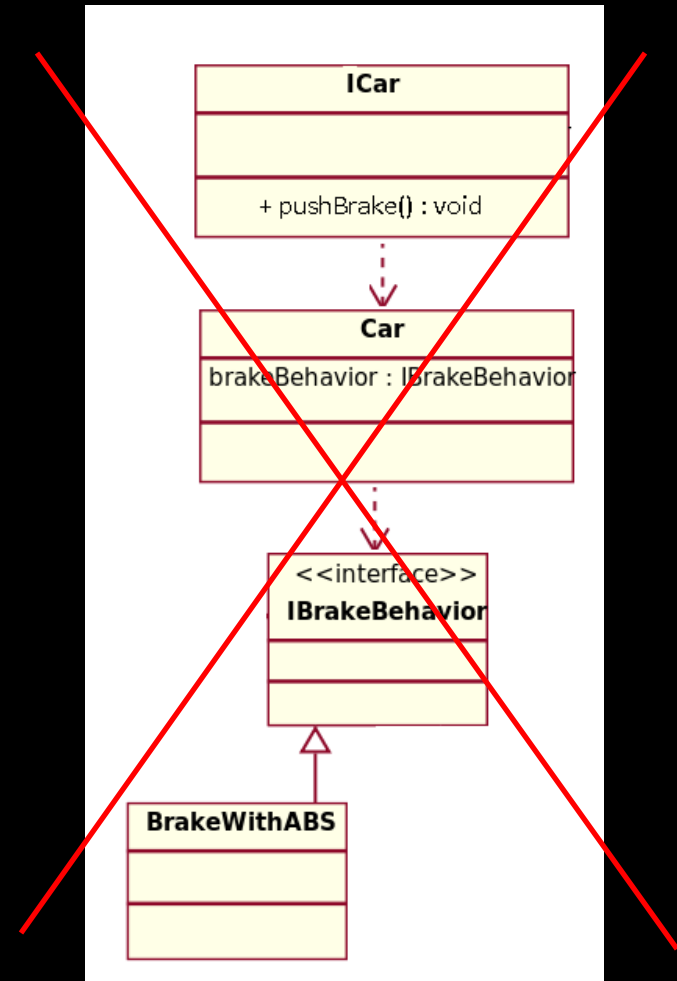 ICar
+ pushBrake() : void
Car
brakeBehavior : IBrakeBehavior
<<interface>>
IBrakeBehavior
BrakeWithABS